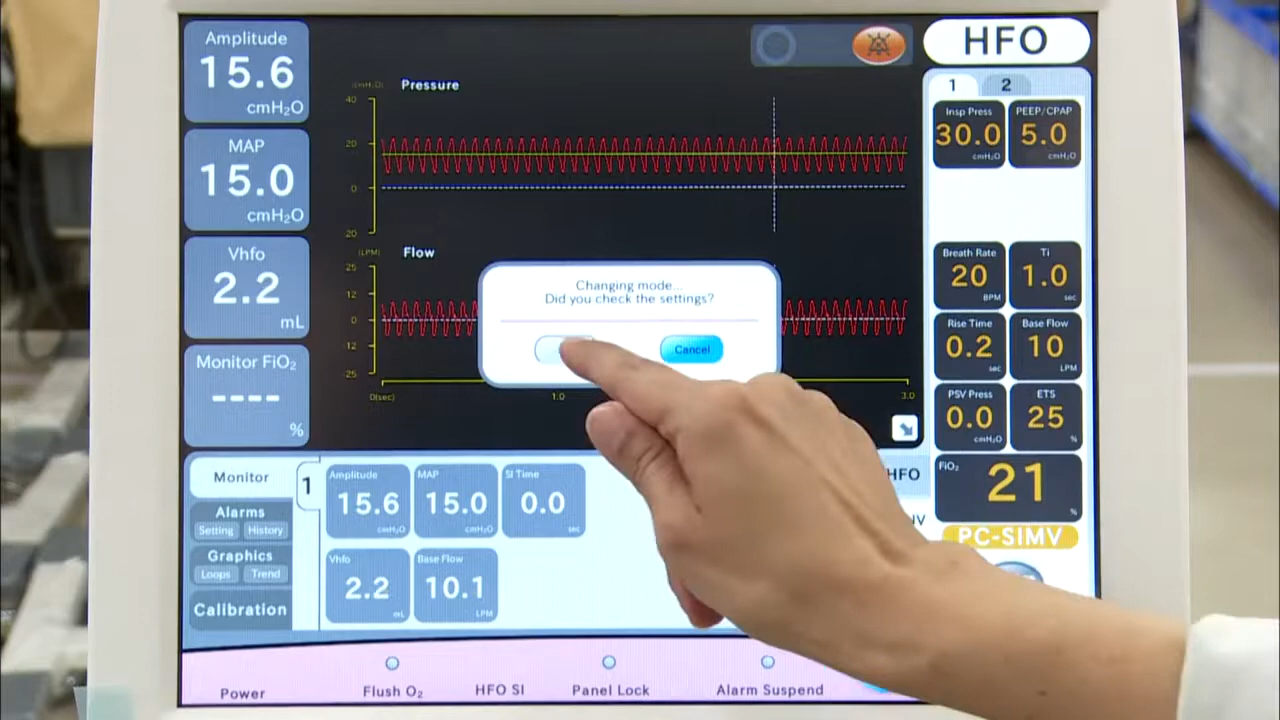 Amplitude
15.6
cmH₂O
MAP
15.0
cmH₂O
Vhfo
2.2
mL
Monitor FiO₂
----
%
(cmH₂O)
Pressure
40
20
0
20
(LPM)
Flow
25
12
0
12
-25
0(sec)
1.0
3.0
Changing mode...
Did you check the settings?
Cancel
HFO
1
2
Insp Press
30.0
cmH₂O
PEEP/CPAP
5.0
cmH₂O
Breath Rate
20
BPM
Ti
1.0
sec
Rise Time
0.2
sec
Base Flow
10
LPM
PSV Press
0.0
cmH₂O
ETS
25
%
FiO₂
21
%
PC-SIMV
HFO
Monitor
Alarms
Setting
History
Graphics
Loops
Trend
Calibration
1
Amplitude
15.6
cmH₂O
MAP
15.0
cmH₂O
SI Time
0.0
sec
Vhfo
2.2
mL
Base Flow
10.1
LPM
Power
Flush O₂
HFO SI
Panel Lock
Alarm Suspend